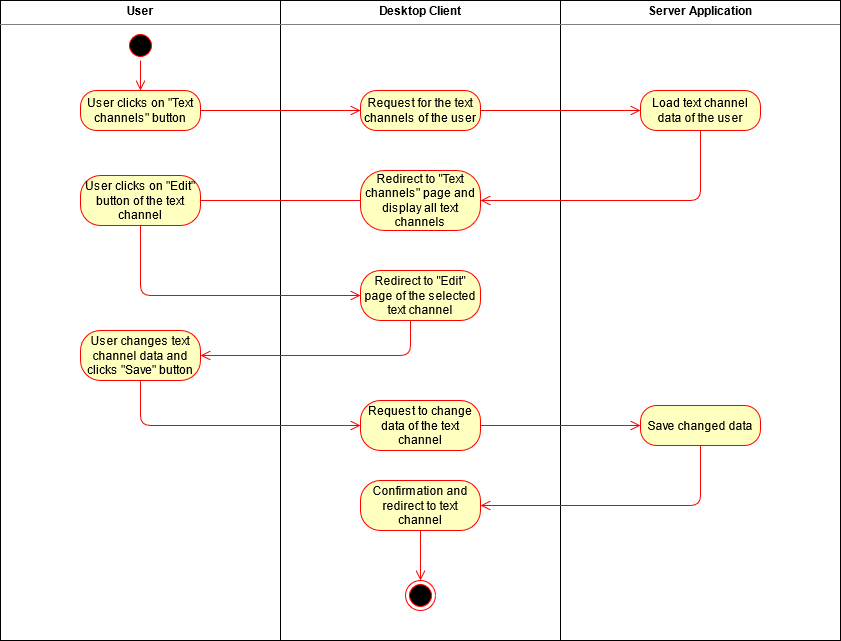 User
Desktop Client
Server Application
User clicks on "Text
channels" button
Request for the text
channels of the user
Load text channel
data of the user
Redirect to "Text
channels" page and
display all text
channels
User clicks on "Edit"
button of the text
channel
Redirect to "Edit"
page of the selected
text channel
User changes text
channel data and
clicks "Save" button
Request to change
data of the text
channel
Save changed data
Confirmation and
redirect to text
channel